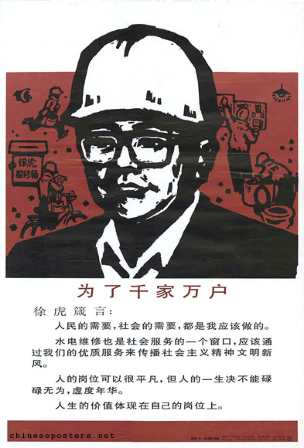 徐虎
报修箱
为了千家万户
徐虎箴言：
人民的需要，社会的需要，都是我应该做的。
水电维修也是社会服务的一个窗口，应该通
过我们的优质服务来传播社会主义精神文明新
风。
人的岗位可以很平凡，但人的一生决不能碌
碌无为，虚度年华。
人生的价值体现在自己的岗位上。
chineseposters.net